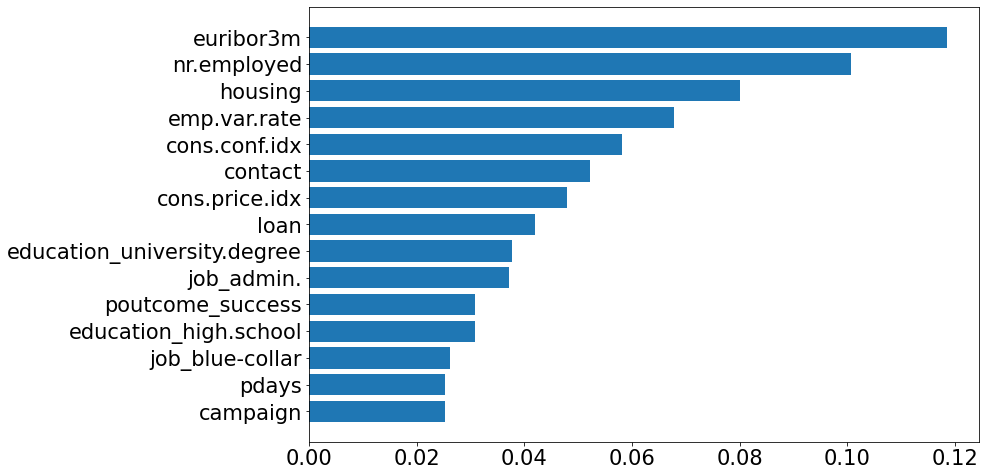 euribor3m
nr.employed
housing
emp.var.rate
cons.conf.idx
contact
cons.price.idx
loan
education_university.degree
job_admin.
poutcome_success
education_high.school
job_blue-collar
pdays
campaign
0.00 0.02 0.04 0.06 0.08 0.10 0.12